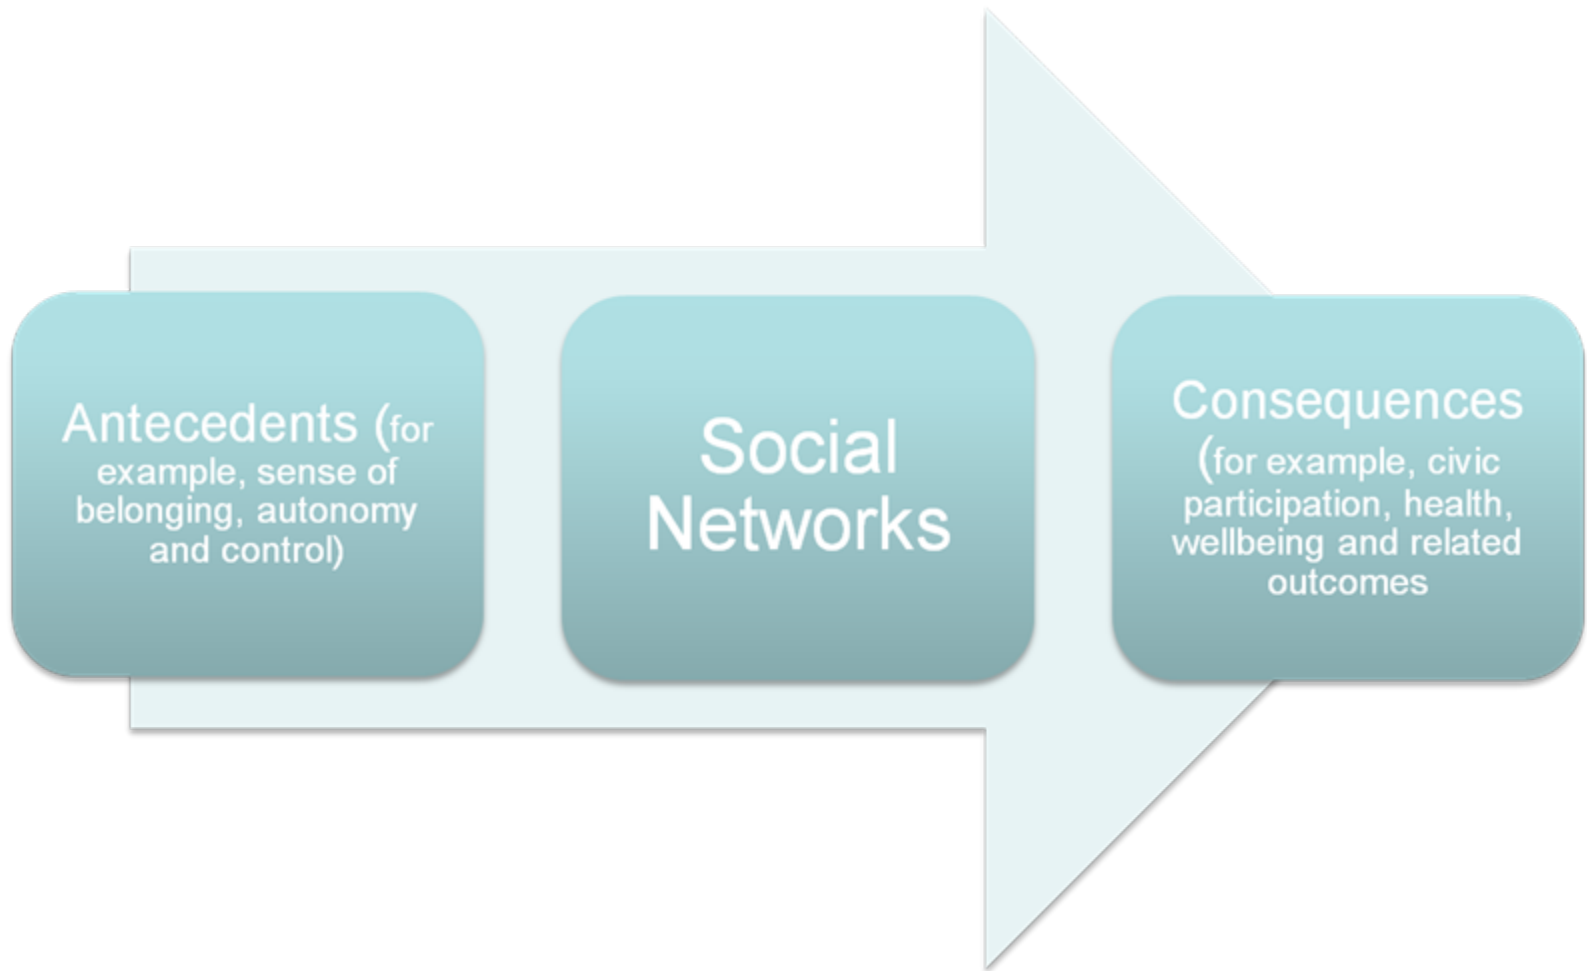 Antecedents (for
example, sense of
belonging, autonomy
and control)
Social
Networks
Consequences
(for example, civic
participation, health,
wellbeing and related
outcomes